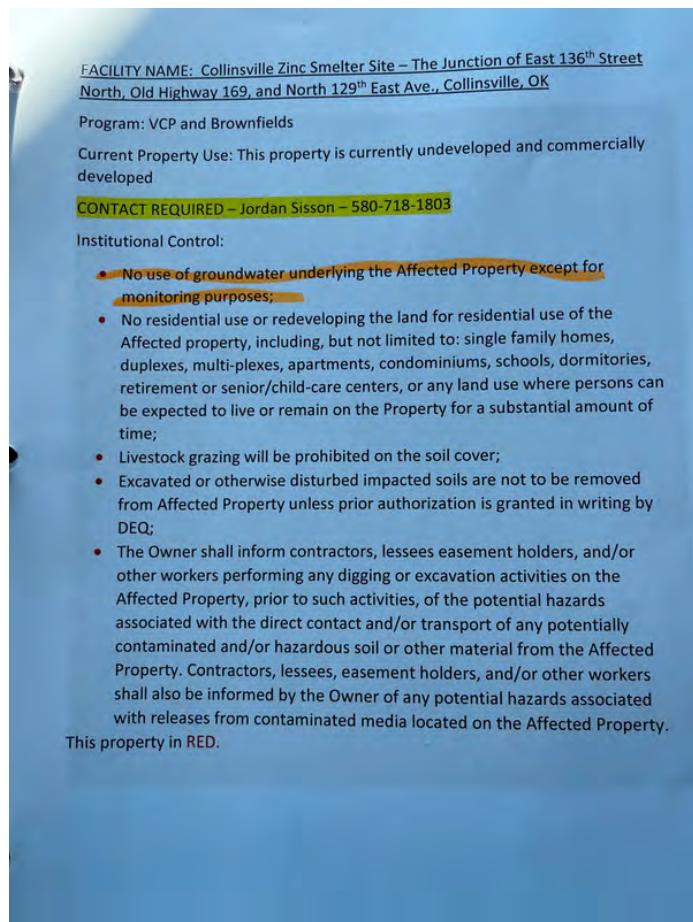 FACILITY NAME: Collinsville Zinc Smelter Site – The Junction of East 136th Street
North, Old Highway 169, and North 129th East Ave., Collinsville, OK
Program: VCP and Brownfields
Current Property Use: This property is currently undeveloped and commercially
developed
CONTACT REQUIRED – Jordan Sisson – 580-718-1803
Institutional Control:
• No use of groundwater underlying the Affected Property except for
monitoring purposes;
• No residential use or redeveloping the land for residential use of the
Affected property, including, but not limited to: single family homes,
duplexes, multi-plexes, apartments, condominiums, schools, dormitories,
retirement or senior/child-care centers, or any land use where persons can
be expected to live or remain on the Property for a substantial amount of
time;
• Livestock grazing will be prohibited on the soil cover;
• Excavated or otherwise disturbed impacted soils are not to be removed
from Affected Property unless prior authorization is granted in writing by
DEQ;
• The Owner shall inform contractors, lessees easement holders, and/or
other workers performing any digging or excavation activities on the
Affected Property, prior to such activities, of the potential hazards
associated with the direct contact and/or transport of any potentially
contaminated and/or hazardous soil or other material from the Affected
Property. Contractors, lessees, easement holders, and/or other workers
shall also be informed by the Owner of any potential hazards associated
with releases from contaminated media located on the Affected Property.
This property in RED.